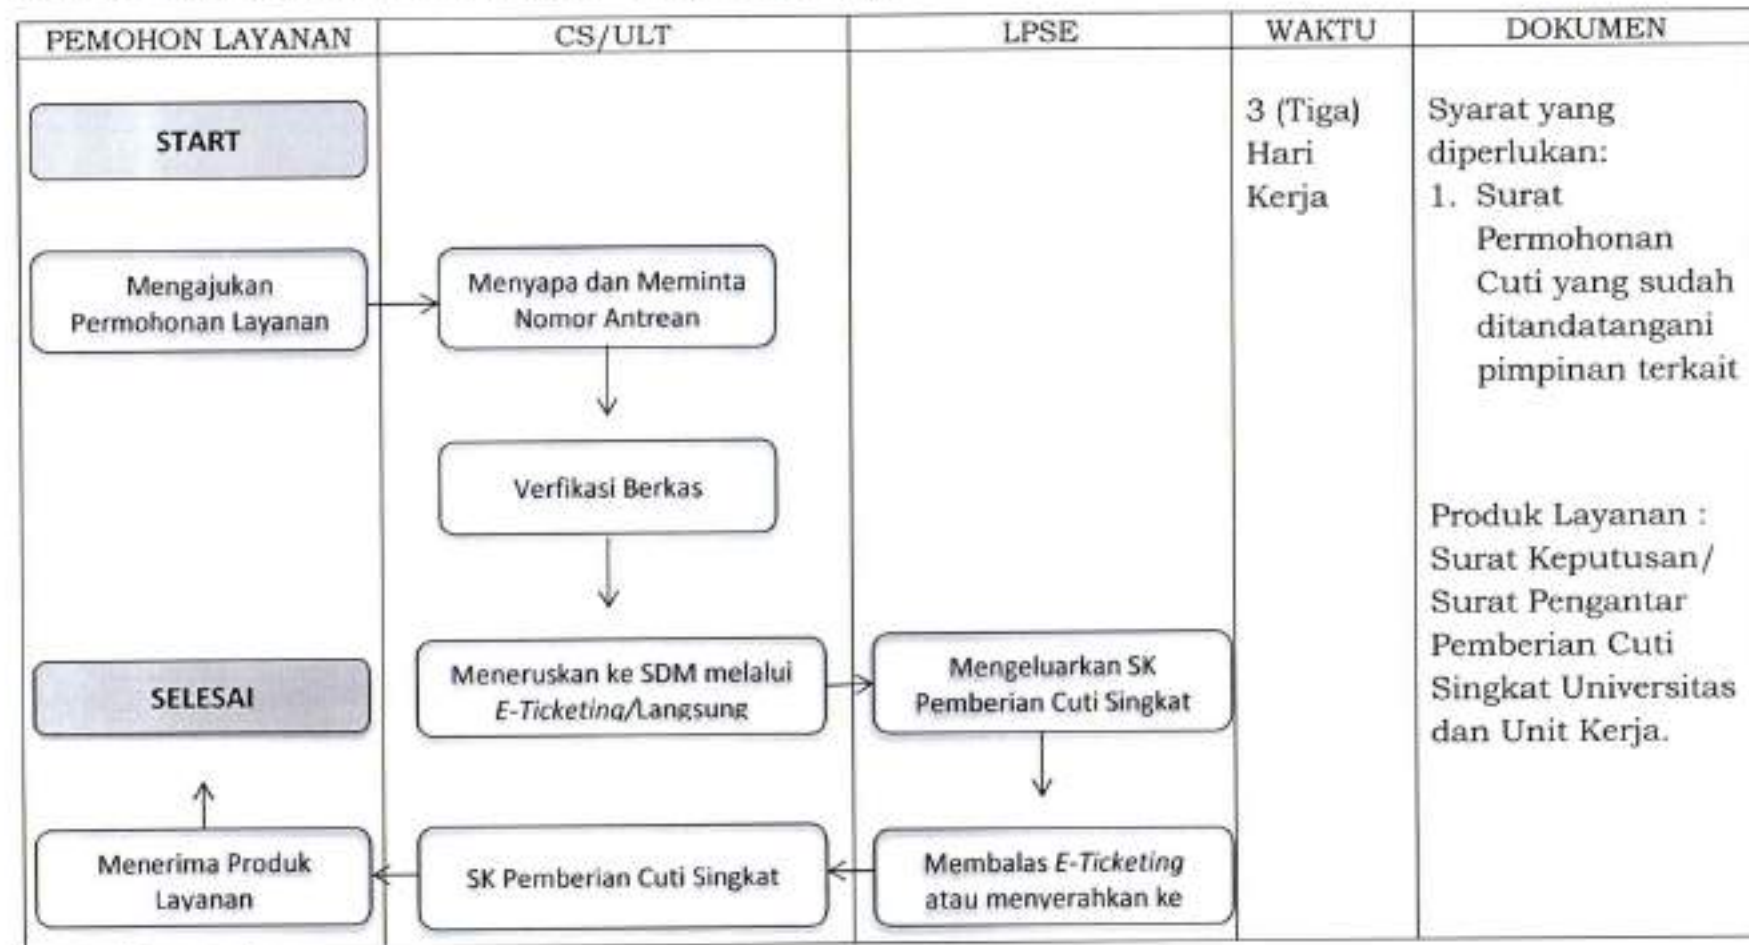 PEMOHON LAYANAN
CS/ULT
LPSE
WAKTU
DOKUMEN
START
Mengajukan
Permohonan Layanan
Menyapa dan Meminta
Nomor Antrean
Verfikasi Berkas
Meneruskan ke SDM melalui
E-Ticketing/Langsung
Mengeluarkan SK
Pemberian Cuti Singkat
Membalas E-Ticketing
atau menyerahkan ke
SK Pemberian Cuti Singkat
Menerima Produk
Layanan
SELESAI
3 (Tiga)
Hari
Kerja
Syarat yang
diperlukan:
1. Surat
Permohonan
Cuti yang sudah
ditandatangani
pimpinan terkait
Produk Layanan :
Surat Keputusan/
Surat Pengantar
Pemberian Cuti
Singkat Universitas
dan Unit Kerja.